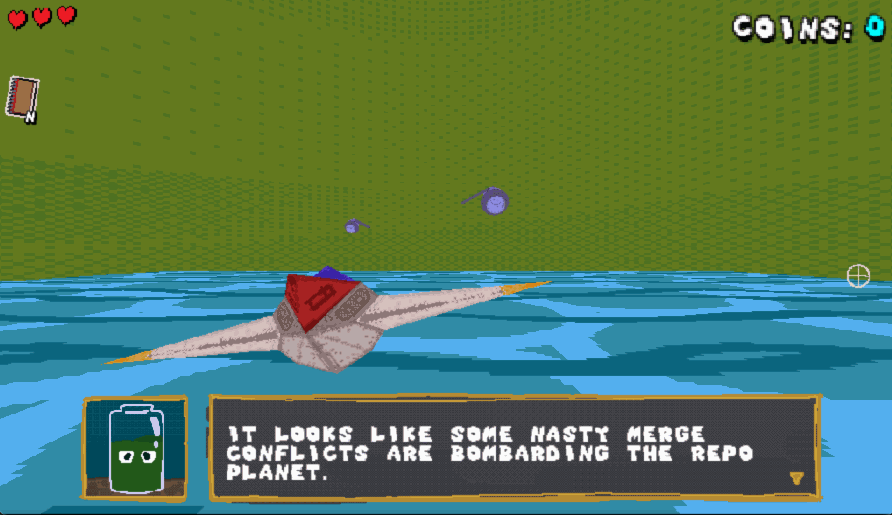 COINS: 0
N
IT LOOKS LIKE SOME NASTY MERGE
CONFLICTS ARE BOMBARDING THE REPO
PLANET.